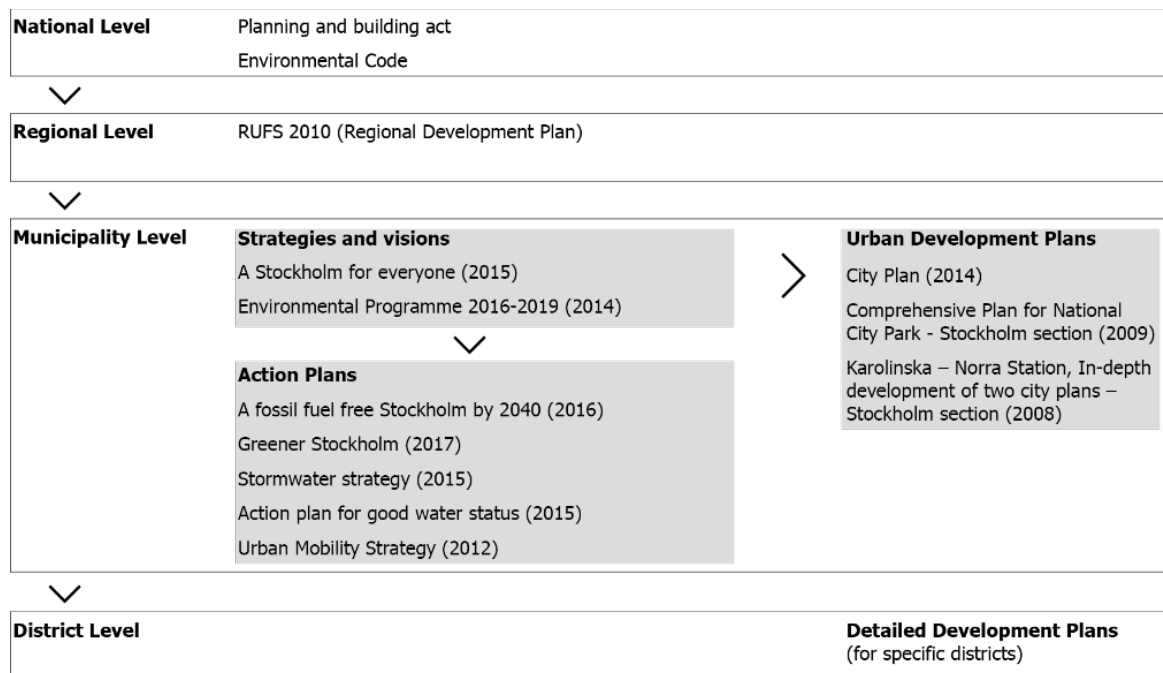 National Level
Planning and building act
Environmental Code
Regional Level
RUFS 2010 (Regional Development Plan)
Municipality Level
Strategies and visions
A Stockholm for everyone (2015)
Environmental Programme 2016-2019 (2014)
Action Plans
A fossil fuel free Stockholm by 2040 (2016)
Greener Stockholm (2017)
Stormwater strategy (2015)
Action plan for good water status (2015)
Urban Mobility Strategy (2012)
Urban Development Plans
City Plan (2014)
Comprehensive Plan for National
City Park - Stockholm section (2009)
Karolinska – Norra Station, In-depth
development of two city plans –
Stockholm section (2008)
District Level
Detailed Development Plans
(for specific districts)